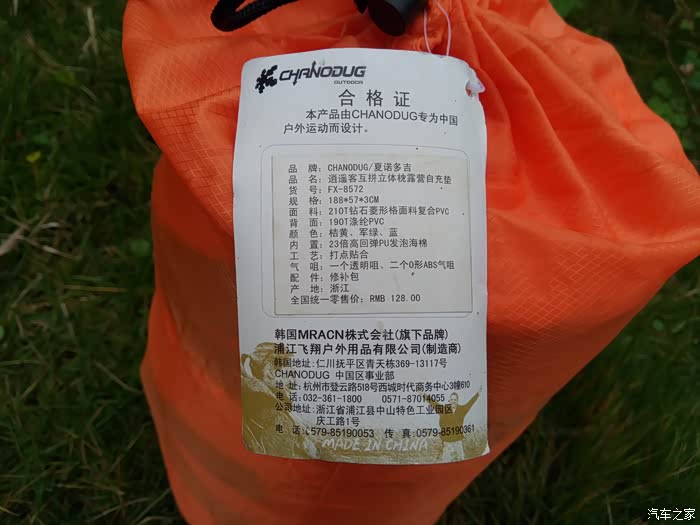 CHANODUG
OUTDOOR
合格证
本产品由CHANODUG专为中国
户外运动而设计。
品 牌: CHANODUG/夏诺多吉
品 名: 逍遥客互拼立体枕露营自充垫
货 号: FX-8572
规 格: 188*57*3CM
面 料: 210T钻石菱形格面料复合PVC
背 面: 190T涤纶PVC
颜 色: 桔黄、军绿、蓝
内 置: 23倍高回弹PU发泡海棉
工 艺: 打点贴合
气 咀: 一个透明咀、二个O形ABS气咀
配 件: 修补包
产 地: 浙江
全国统一零售价: RMB 128.00
韩国MRACN株式会社(旗下品牌)
浦江飞翔户外用品有限公司(制造商)
韩国地址:仁川抚平区青天栋369-13117号
CHANODUG 中国区事业部
地 址:杭州市登云路518号西城时代商务中心3幢610
电 话:032-361-1800 0571-87014055
公司地址:浙江省浦江县中山特色工业园区
庆工路1号
电 话:0579-85190053 传 真:0579-85190361
MADE IN CHINA
汽车之家